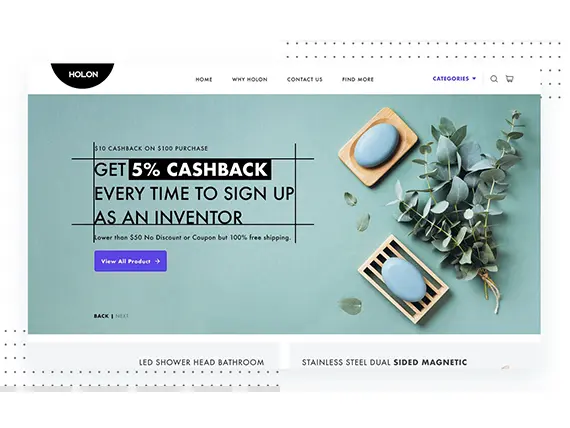 HOLON
HOME WHY HOLON CONTACT US FIND MORE CATEGORIES
$10 CASHBACK ON $100 PURCHASE
GET 5% CASHBACK
EVERY TIME TO SIGN UP
AS AN INVENTOR
Lower than $50 No Discount or Coupon but 100% free shipping.
View All Product
BACK | NEXT
LED SHOWER HEAD BATHROOM STAINLESS STEEL DUAL SIDED MAGNETIC